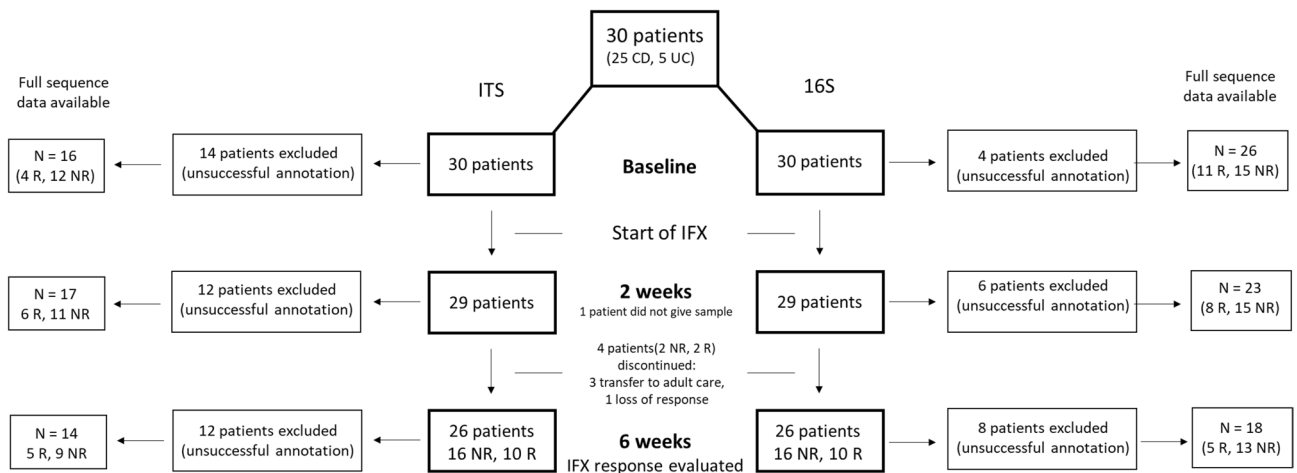 30 patients
(25 CD, 5 UC)
Full sequence
data available
ITS
16S
Full sequence
data available
N = 16
(4 R, 12 NR)
14 patients excluded
(unsuccessful annotation)
30 patients
Baseline
30 patients
4 patients excluded
(unsuccessful annotation)
N = 26
(11 R, 15 NR)
Start of IFX
N = 17
6 R, 11 NR
12 patients excluded
(unsuccessful annotation)
29 patients
2 weeks
1 patient did not give sample
29 patients
6 patients excluded
(unsuccessful annotation)
N = 23
(8 R, 15 NR)
4 patients(2 NR, 2 R)
discontinued:
3 transfer to adult care,
1 loss of response
N = 14
5 R, 9 NR
12 patients excluded
(unsuccessful annotation)
26 patients
16 NR, 10 R
6 weeks
IFX response evaluated
26 patients
16 NR, 10 R
8 patients excluded
(unsuccessful annotation)
N = 18
(5 R, 13 NR)